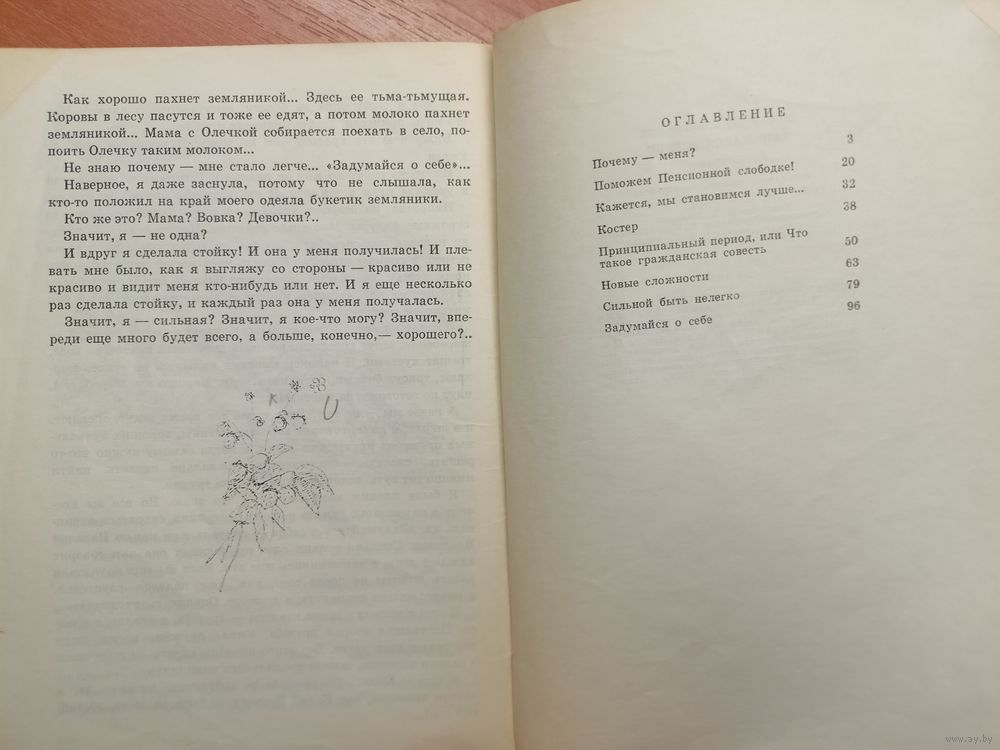 Как хорошо пахнет земляникой... Здесь ее тьма-тьмущая.
Коровы в лесу пасутся и тоже ее едят, а потом молоко пахнет
земляникой... Мама с Олечкой собирается поехать в село, по-
поить Олечку таким молоком...
Не знаю почему — мне стало легче... «Задумайся о себе»...
Наверное, я даже заснула, потому что не слышала, как
кто-то положил на край моего одеяла букетик земляники.
Кто же это? Мама? Вовка? Девочки?..
Значит, я — не одна?
И вдруг я сделала стойку! И она у меня получилась! И пле-
вать мне было, как я выгляжу со стороны — красиво или не
красиво и видит меня кто-нибудь или нет. И я еще несколько
раз сделала стойку, и каждый раз она у меня получалась.
Значит, я — сильная? Значит, я кое-что могу? Значит, впе-
реди еще много будет всего, а больше, конечно,— хорошего?..
ОГЛАВЛЕНИЕ
Почему — меня? 3
Поможем Пенсионной слободке! 20
Кажется, мы становимся лучше... 32
Костер 38
Принципиальный период, или Что
такое гражданская совесть 50
Новые сложности 63
Сильной быть нелегко 79
Задумайся о себе 96
www.ay.by